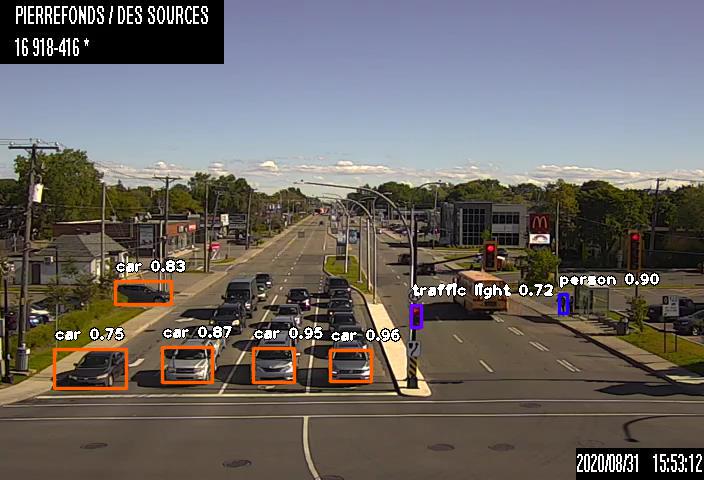 PIERREFONDS / DES SOURCES
16 918-416 *
car 0.83
person 0.90
traffic light 0.72
car 0.75
car 0.87
car 0.95
car 0.96
2020/08/31 15:53:12